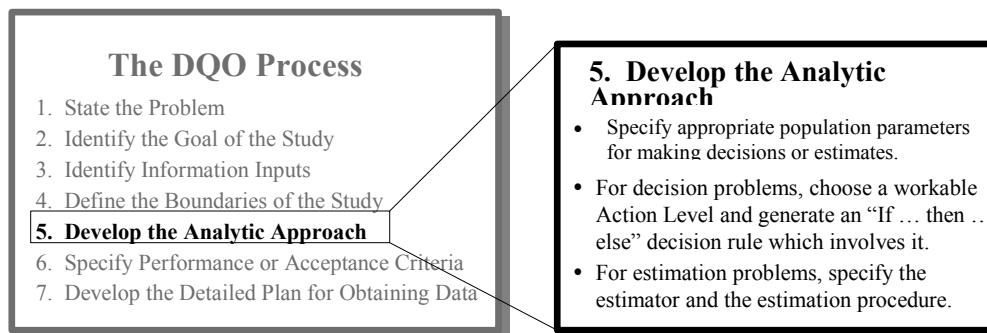 The DQO Process
1. State the Problem
2. Identify the Goal of the Study
3. Identify Information Inputs
4. Define the Boundaries of the Study
5. Develop the Analytic Approach
6. Specify Performance or Acceptance Criteria
7. Develop the Detailed Plan for Obtaining Data
5. Develop the Analytic
Approach
• Specify appropriate population parameters
for making decisions or estimates.
• For decision problems, choose a workable
Action Level and generate an “If … then …
else” decision rule which involves it.
• For estimation problems, specify the
estimator and the estimation procedure.